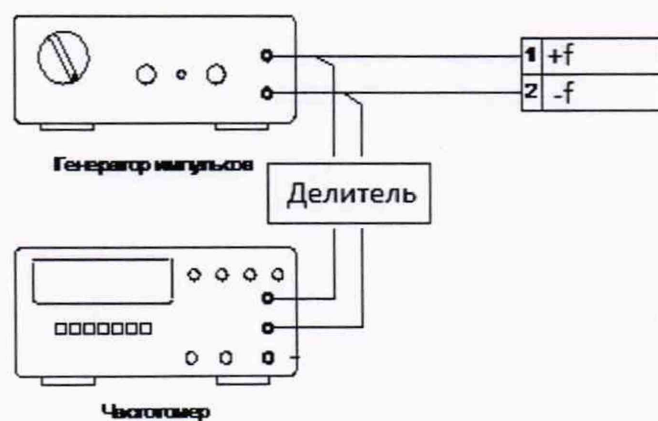 1 +f
2 -f
Генератор импульсов
Делитель
Частотомер